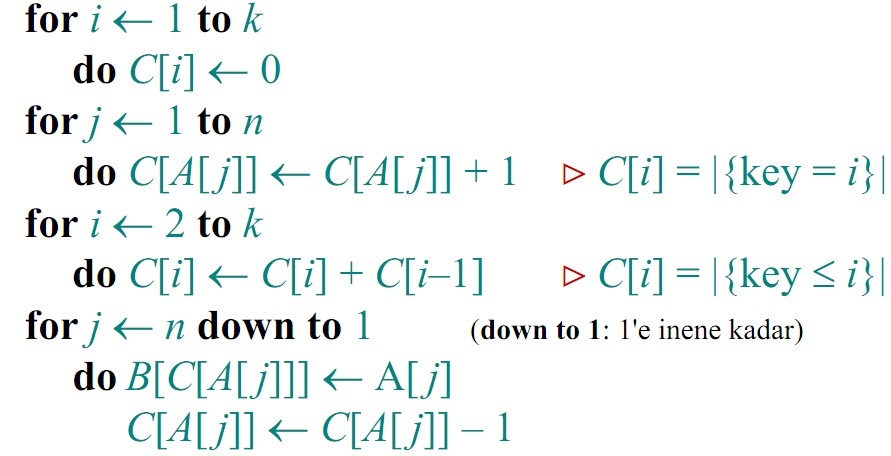 for i ← 1 to k
do C[i] ← 0
for j ← 1 to n
do C[A[j]] ← C[A[j]] + 1 ▹ C[i] = |{key = i}|
for i ← 2 to k
do C[i] ← C[i] + C[i–1] ▹ C[i] = |{key ≤ i}|
for j ← n down to 1 (down to 1: 1'e inene kadar)
do B[C[A[j]]] ← A[j]
C[A[j]] ← C[A[j]] – 1